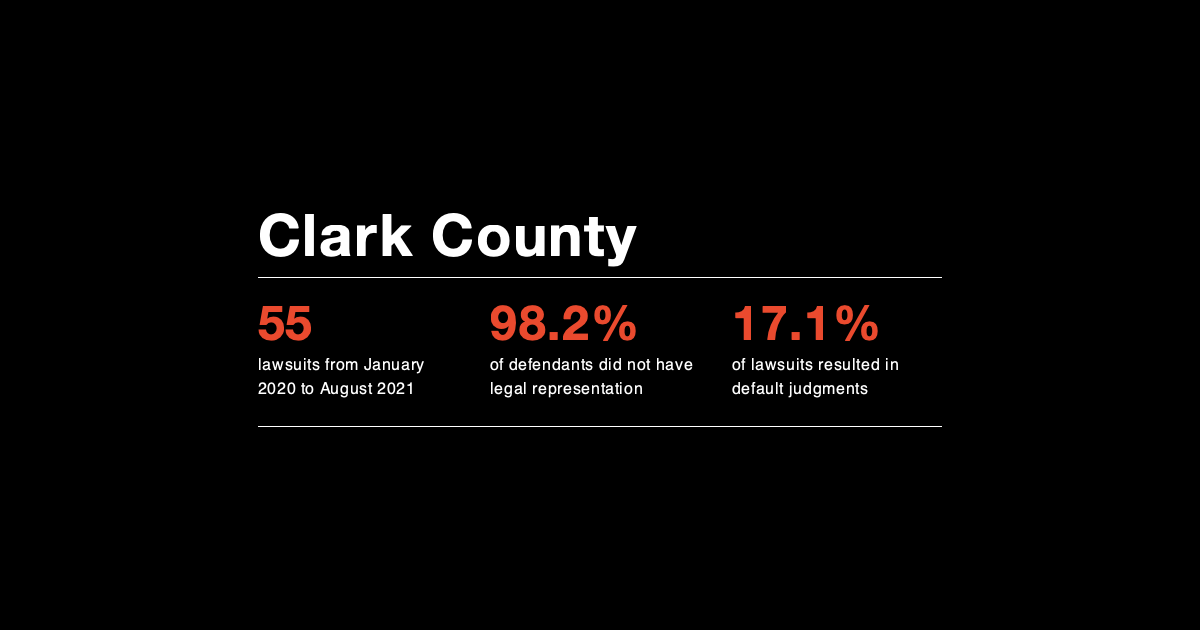 Clark County
55
lawsuits from January
2020 to August 2021
98.2%
of defendants did not have
legal representation
17.1%
of lawsuits resulted in
default judgments